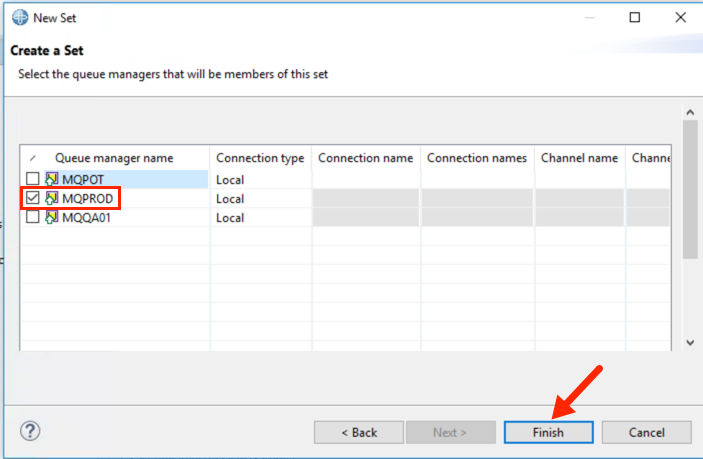 New Set
Create a Set
Select the queue managers that will be members of this set
Queue manager name Connection type Connection name Connection names Channel name Channe
MQPOT Local
MQPROD Local
MQQA01 Local
? < Back Next > Finish Cancel